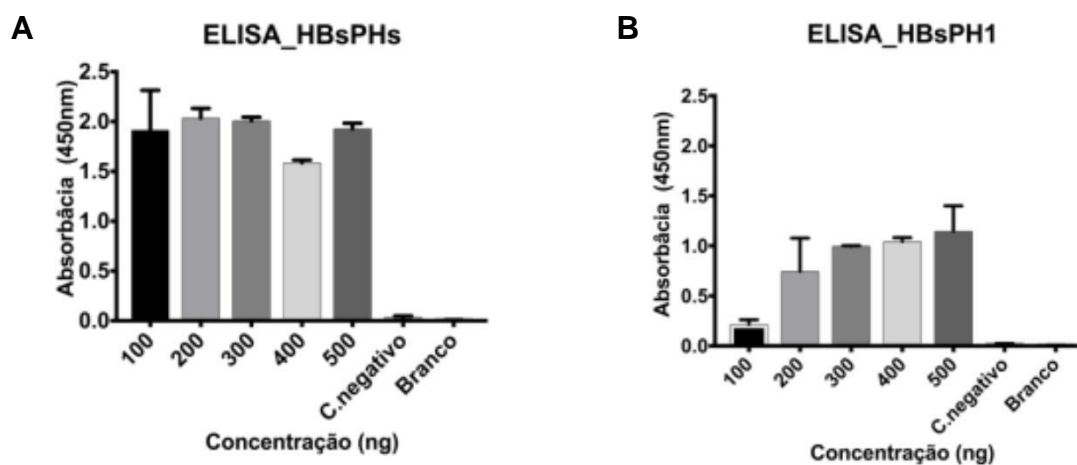 A
ELISA_HBsPHs
Absorbâcia (450nm)
2.5
2.0
1.5
1.0
0.5
0.0
100
200
300
400
500
C.negativo
Branco
Concentração (ng)
B
ELISA_HBsPH1
Absorbâcia (450nm)
2.5
2.0
1.5
1.0
0.5
0.0
100
200
300
400
500
C.negativo
Branco
Concentração (ng)